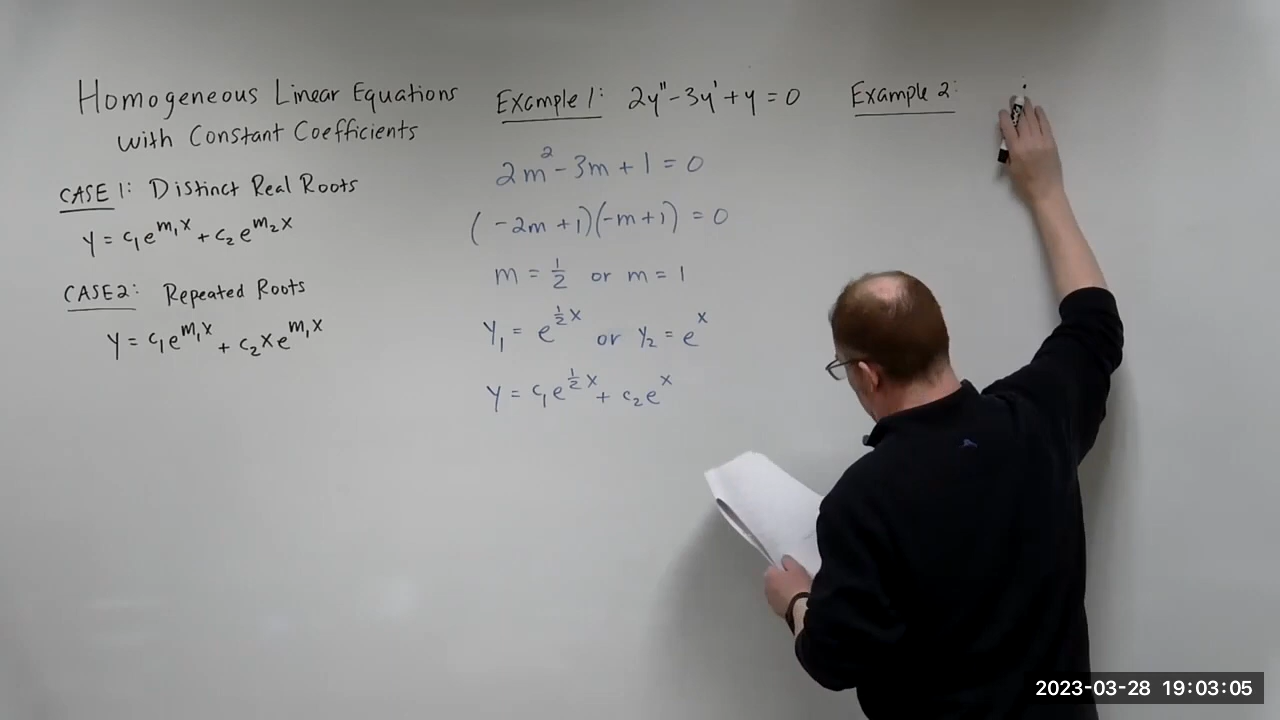 Homogeneous Linear Equations
with Constant Coefficients
CASE 1: Distinct Real Roots
y = c₁e^{m₁x} + c₂e^{m₂x}
CASE 2: Repeated Roots
y = c₁e^{m₁x} + c₂xe^{m₁x}
Example 1: 2y'' - 3y' + y = 0
2m² - 3m + 1 = 0
(-2m + 1)(-m + 1) = 0
m = 1/2 or m = 1
y₁ = e^{1/2 x} or y₂ = e^x
y = c₁e^{1/2 x} + c₂e^x
Example 2:
2023-03-28 19:03:05